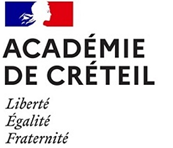 ACADÉMIE
DE CRÉTEIL
Liberté
Égalité
Fraternité